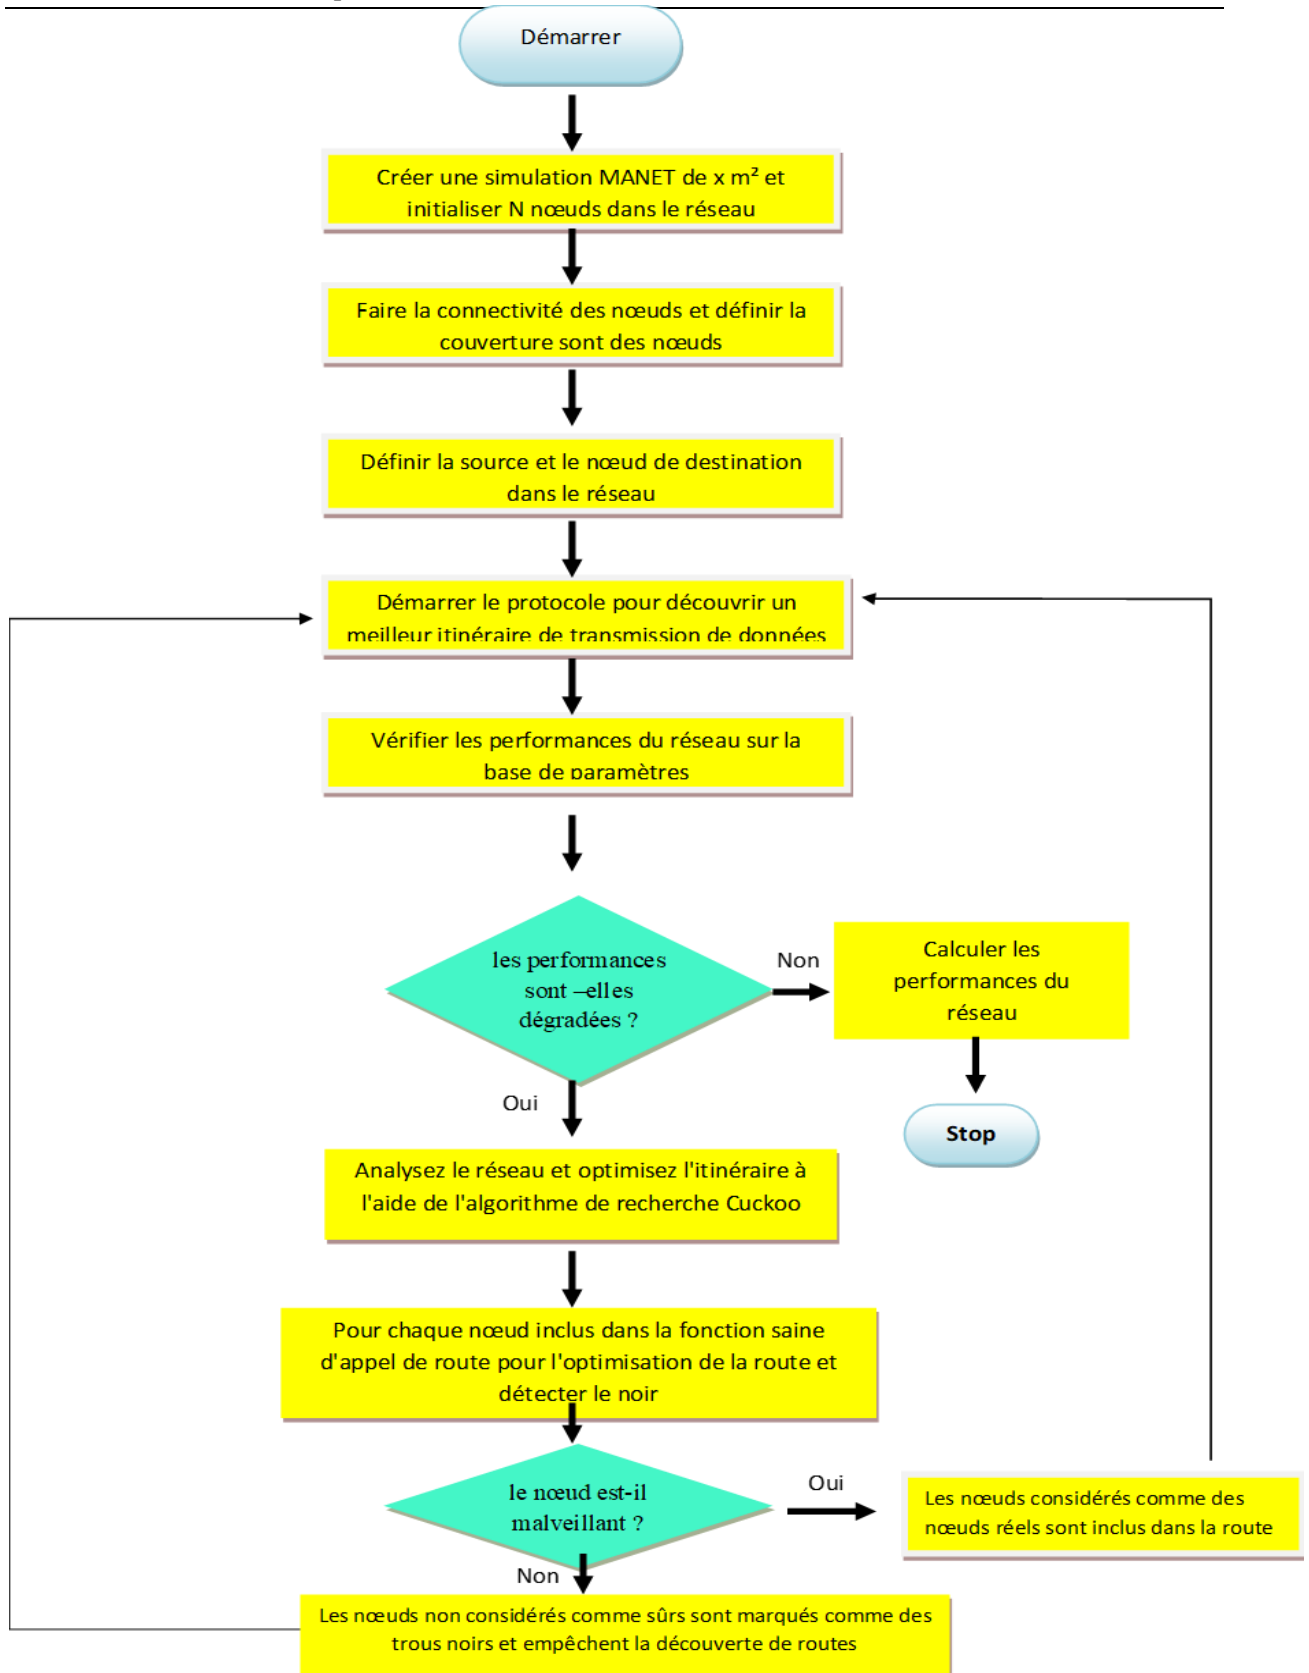 Démarrer
Créer une simulation MANET de x m² et
initialiser N nœuds dans le réseau
Faire la connectivité des nœuds et définir la
couverture sont des nœuds
Définir la source et le nœud de destination
dans le réseau
Démarrer le protocole pour découvrir un
meilleur itinéraire de transmission de données
Vérifier les performances du réseau sur la
base de paramètres
les performances
sont –elles
dégradées ?
Non
Calculer les
performances du
réseau
Stop
Oui
Analysez le réseau et optimisez l'itinéraire à
l'aide de l'algorithme de recherche Cuckoo
Pour chaque nœud inclus dans la fonction saine
d'appel de route pour l'optimisation de la route et
détecter le noir
le nœud est-il
malveillant ?
Oui
Les nœuds considérés comme des
nœuds réels sont inclus dans la route
Non
Les nœuds non considérés comme sûrs sont marqués comme des
trous noirs et empêchent la découverte de routes